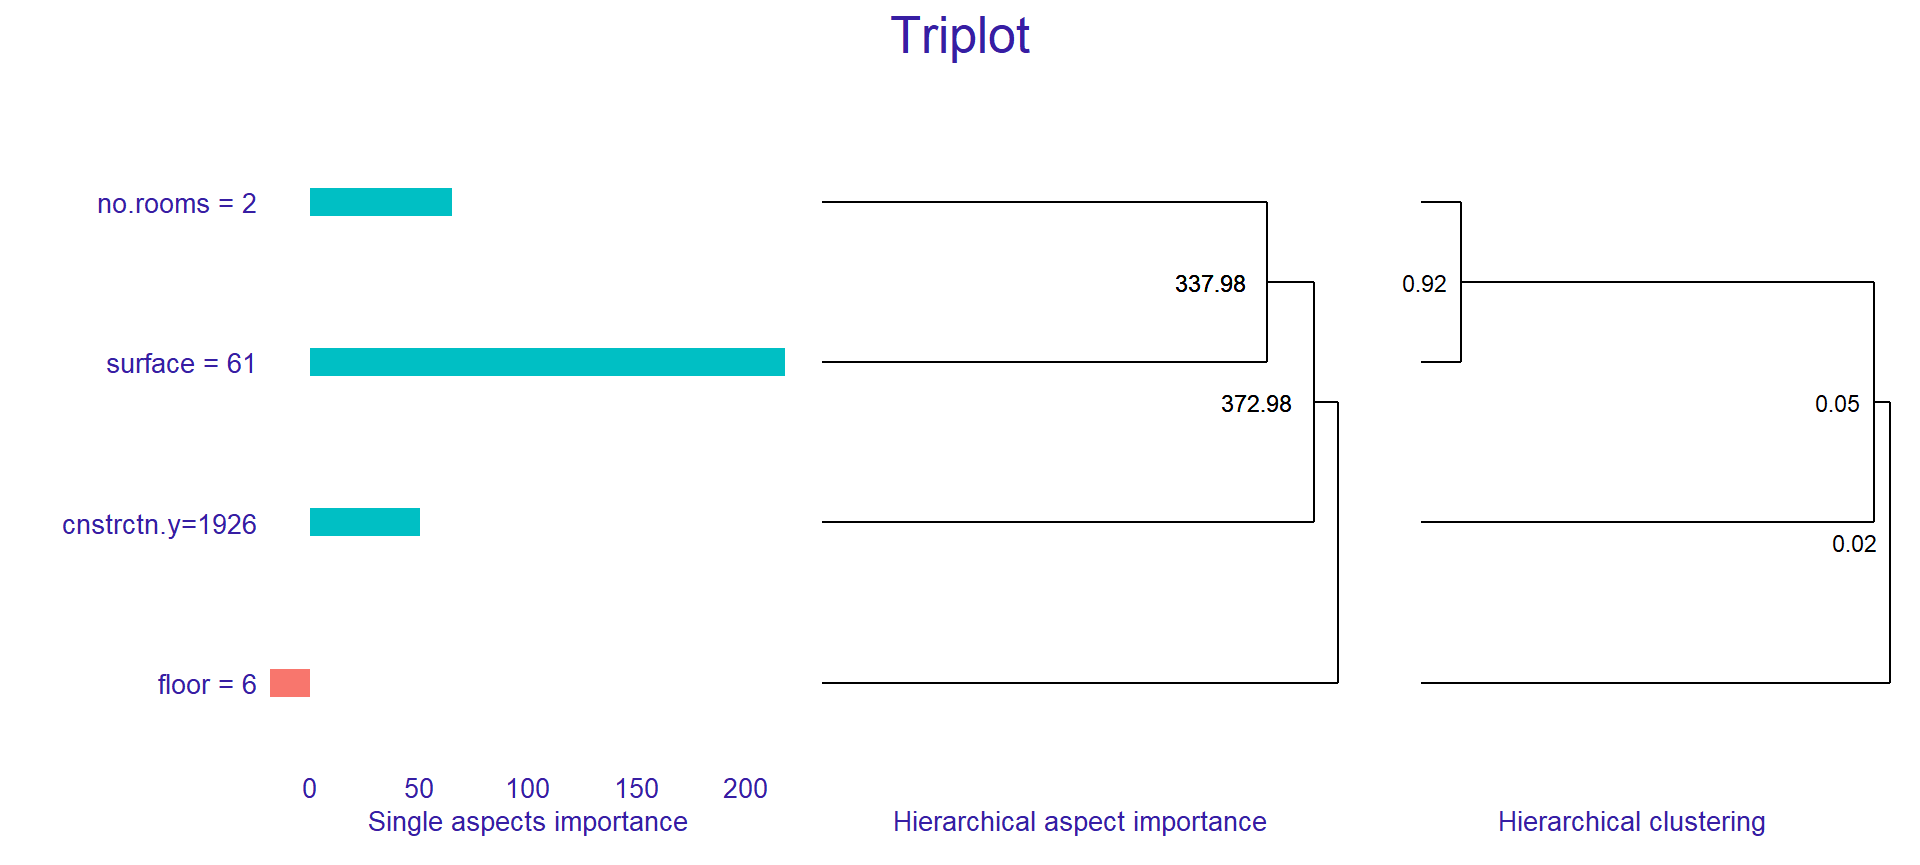 Triplot
no.rooms = 2
337.98
0.92
surface = 61
372.98
0.05
cnstrctn.y=1926
0.02
floor = 6
0 50 100 150 200
Single aspects importance
Hierarchical aspect importance
Hierarchical clustering